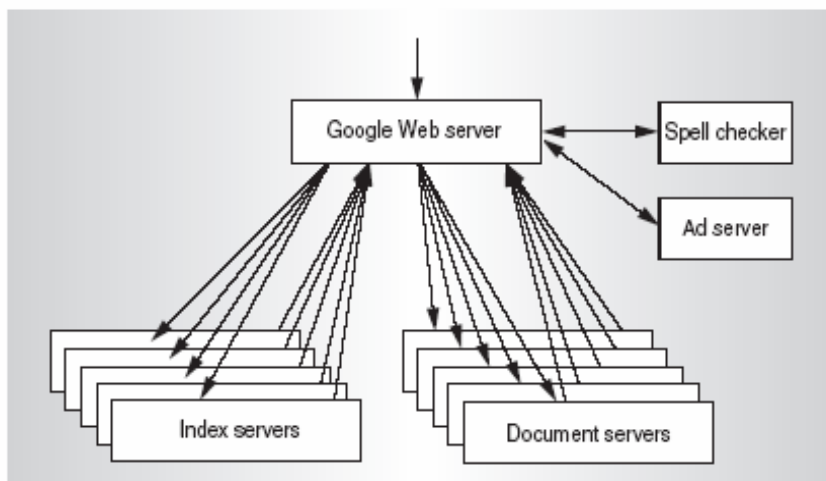 Google Web server
Spell checker
Ad server
Index servers
Document servers